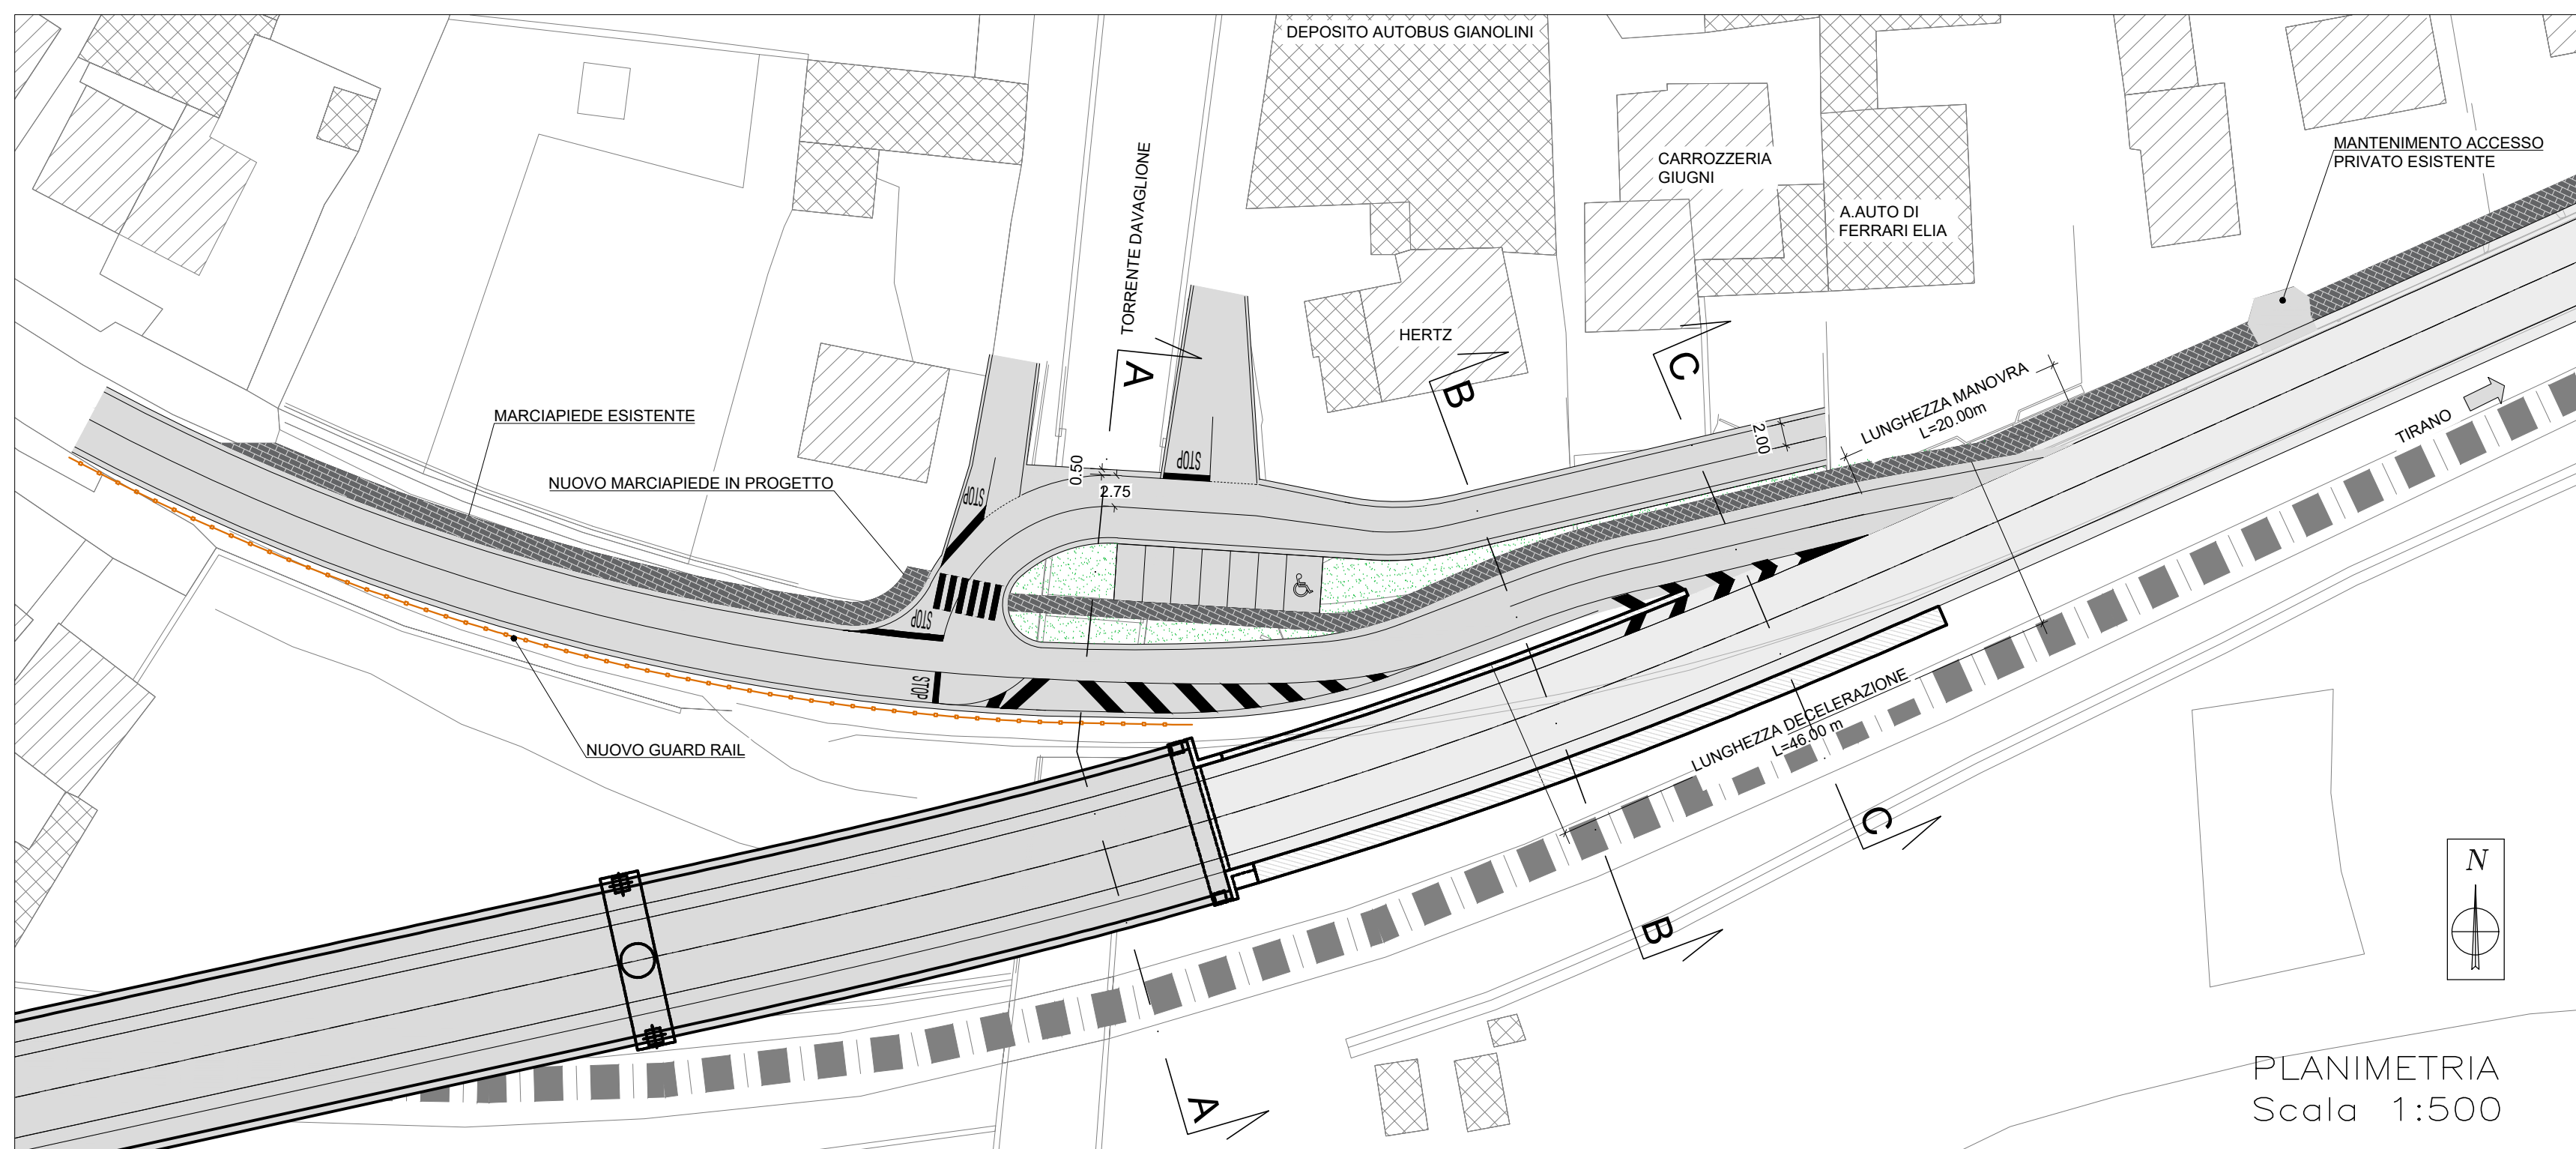 DEPOSITO AUTOBUS GIANOLINI
MANTENIMENTO ACCESSO
PRIVATO ESISTENTE
CARROZZERIA
GIUGNI
A.AUTO DI
FERRARI ELIA
TORRENTE DAVAGLIONE
HERTZ
A
B
C
LUNGHEZZA MANOVRA
L=20.00m
TIRANO
MARCIAPIEDE ESISTENTE
NUOVO MARCIAPIEDE IN PROGETTO
0.50
2.75
2.00
STOP
STOP
STOP
STOP
NUOVO GUARD RAIL
LUNGHEZZA DECELERAZIONE
L=46.00 m
C
B
A
N
PLANIMETRIA
Scala 1:500